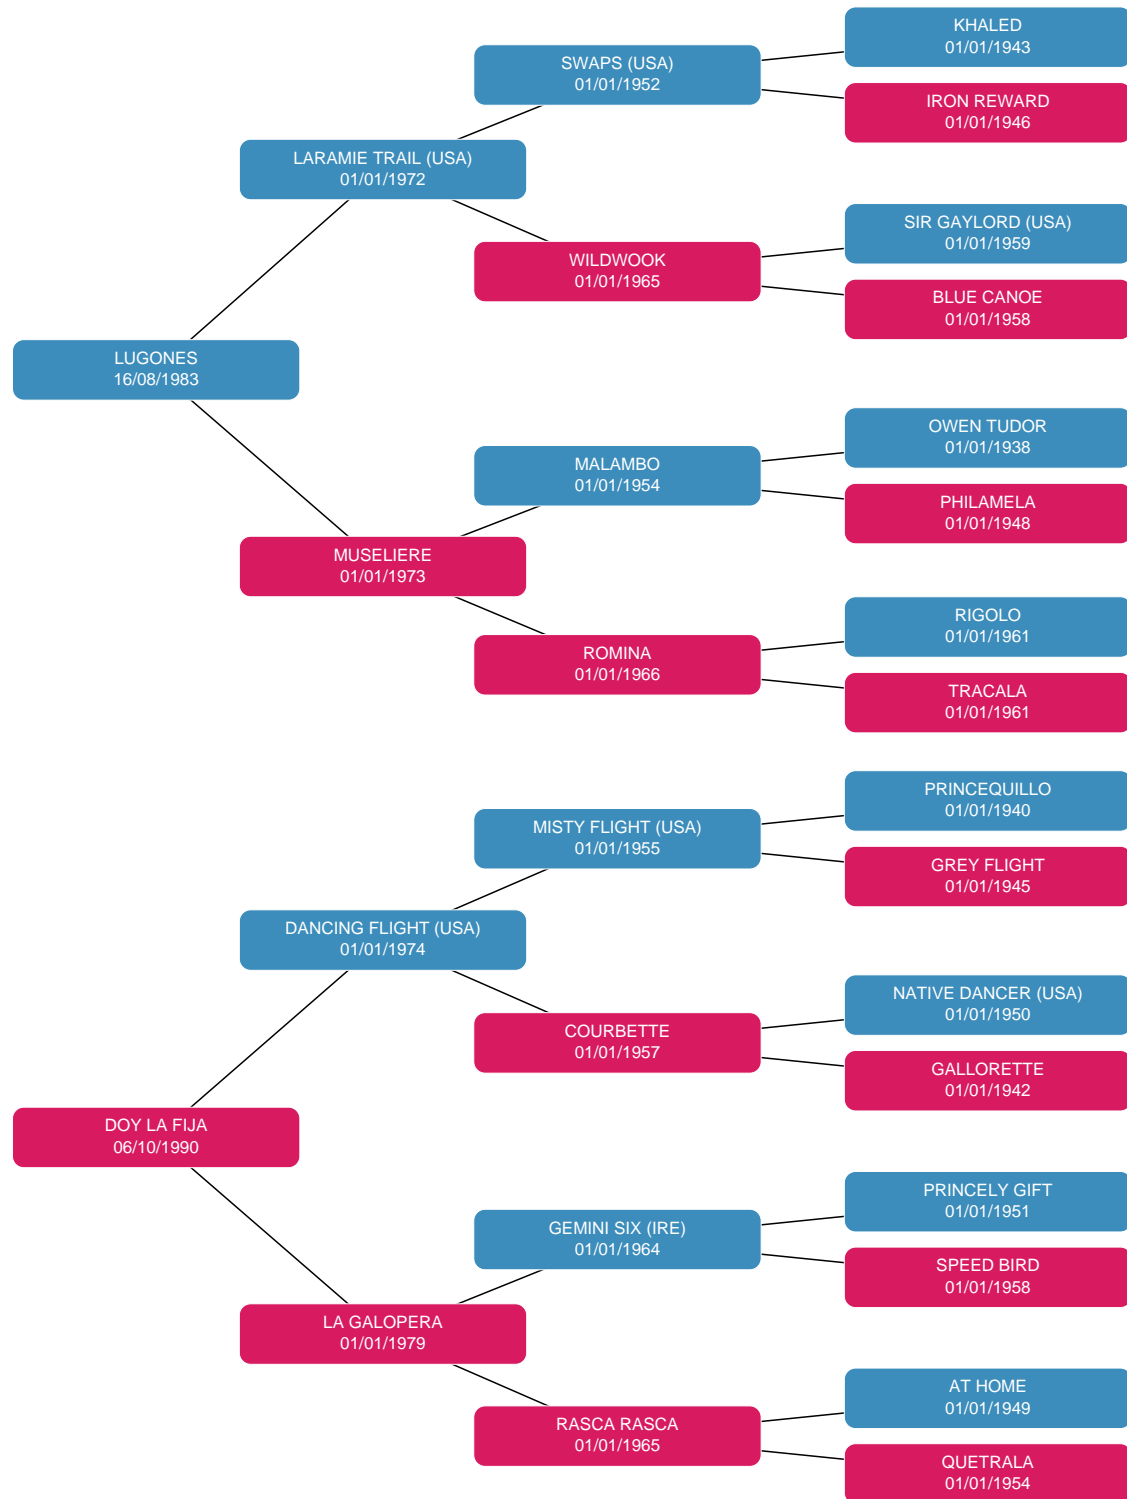 KHALED
01/01/1943
SWAPS (USA)
01/01/1952
IRON REWARD
01/01/1946
LARAMIE TRAIL (USA)
01/01/1972
SIR GAYLORD (USA)
01/01/1959
WILDWOOK
01/01/1965
BLUE CANOE
01/01/1958
LUGONES
16/08/1983
OWEN TUDOR
01/01/1938
MALAMBO
01/01/1954
PHILAMELA
01/01/1948
MUSELIERE
01/01/1973
RIGOLO
01/01/1961
ROMINA
01/01/1966
TRACALA
01/01/1961
PRINCEQUILLO
01/01/1940
MISTY FLIGHT (USA)
01/01/1955
GREY FLIGHT
01/01/1945
DANCING FLIGHT (USA)
01/01/1974
NATIVE DANCER (USA)
01/01/1950
COURBETTE
01/01/1957
GALLORETTE
01/01/1942
DOY LA FIJA
06/10/1990
PRINCELY GIFT
01/01/1951
GEMINI SIX (IRE)
01/01/1964
SPEED BIRD
01/01/1958
LA GALOPERA
01/01/1979
AT HOME
01/01/1949
RASCA RASCA
01/01/1965
QUETRALA
01/01/1954